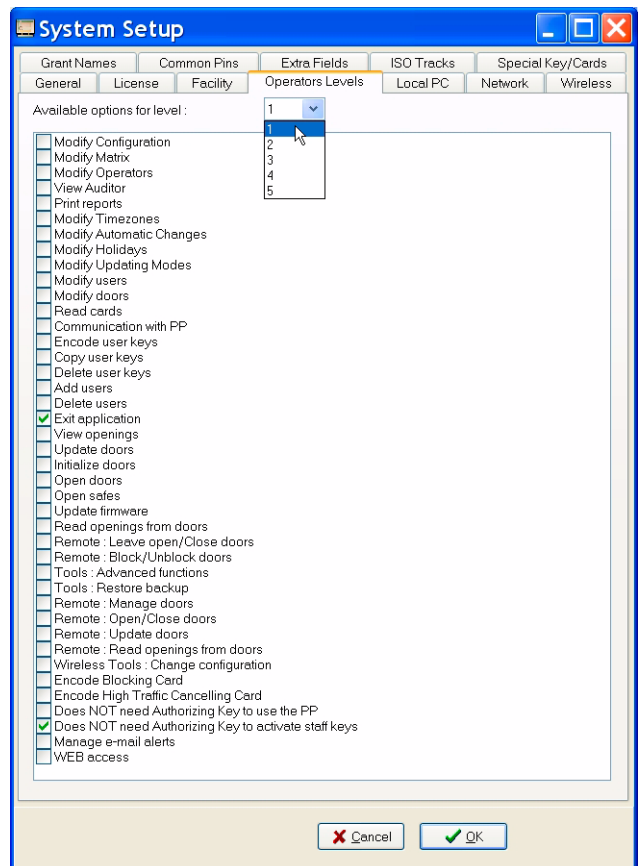 System Setup
Grant Names Common Pins Extra Fields ISO Tracks Special Key/Cards
General License Facility Operators Levels Local PC Network Wireless
Available options for level : 1
1
2
3
4
5
Modify Configuration
Modify Matrix
Modify Operators
View Auditor
Print reports
Modify Timezones
Modify Automatic Changes
Modify Holidays
Modify Updating Modes
Modify users
Modify doors
Read cards
Communication with PP
Encode user keys
Copy user keys
Delete user keys
Add users
Delete users
Exit application
View openings
Update doors
Initialize doors
Open doors
Open safes
Update firmware
Read openings from doors
Remote : Leave open/Close doors
Remote : Block/Unblock doors
Tools : Advanced functions
Tools : Restore backup
Remote : Manage doors
Remote : Open/Close doors
Remote : Update doors
Remote : Read openings from doors
Wireless Tools : Change configuration
Encode Blocking Card
Encode High Traffic Cancelling Card
Does NOT need Authorizing Key to use the PP
Does NOT need Authorizing Key to activate staff keys
Manage e-mail alerts
WEB access
Cancel OK